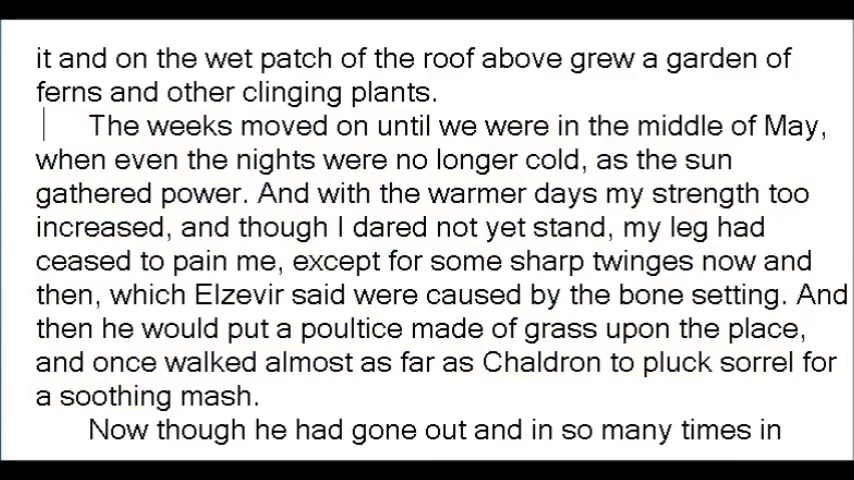 it and on the wet patch of the roof above grew a garden of
ferns and other clinging plants.
The weeks moved on until we were in the middle of May,
when even the nights were no longer cold, as the sun
gathered power. And with the warmer days my strength too
increased, and though I dared not yet stand, my leg had
ceased to pain me, except for some sharp twinges now and
then, which Elzevir said were caused by the bone setting. And
then he would put a poultice made of grass upon the place,
and once walked almost as far as Chaldron to pluck sorrel for
a soothing mash.
Now though he had gone out and in so many times in